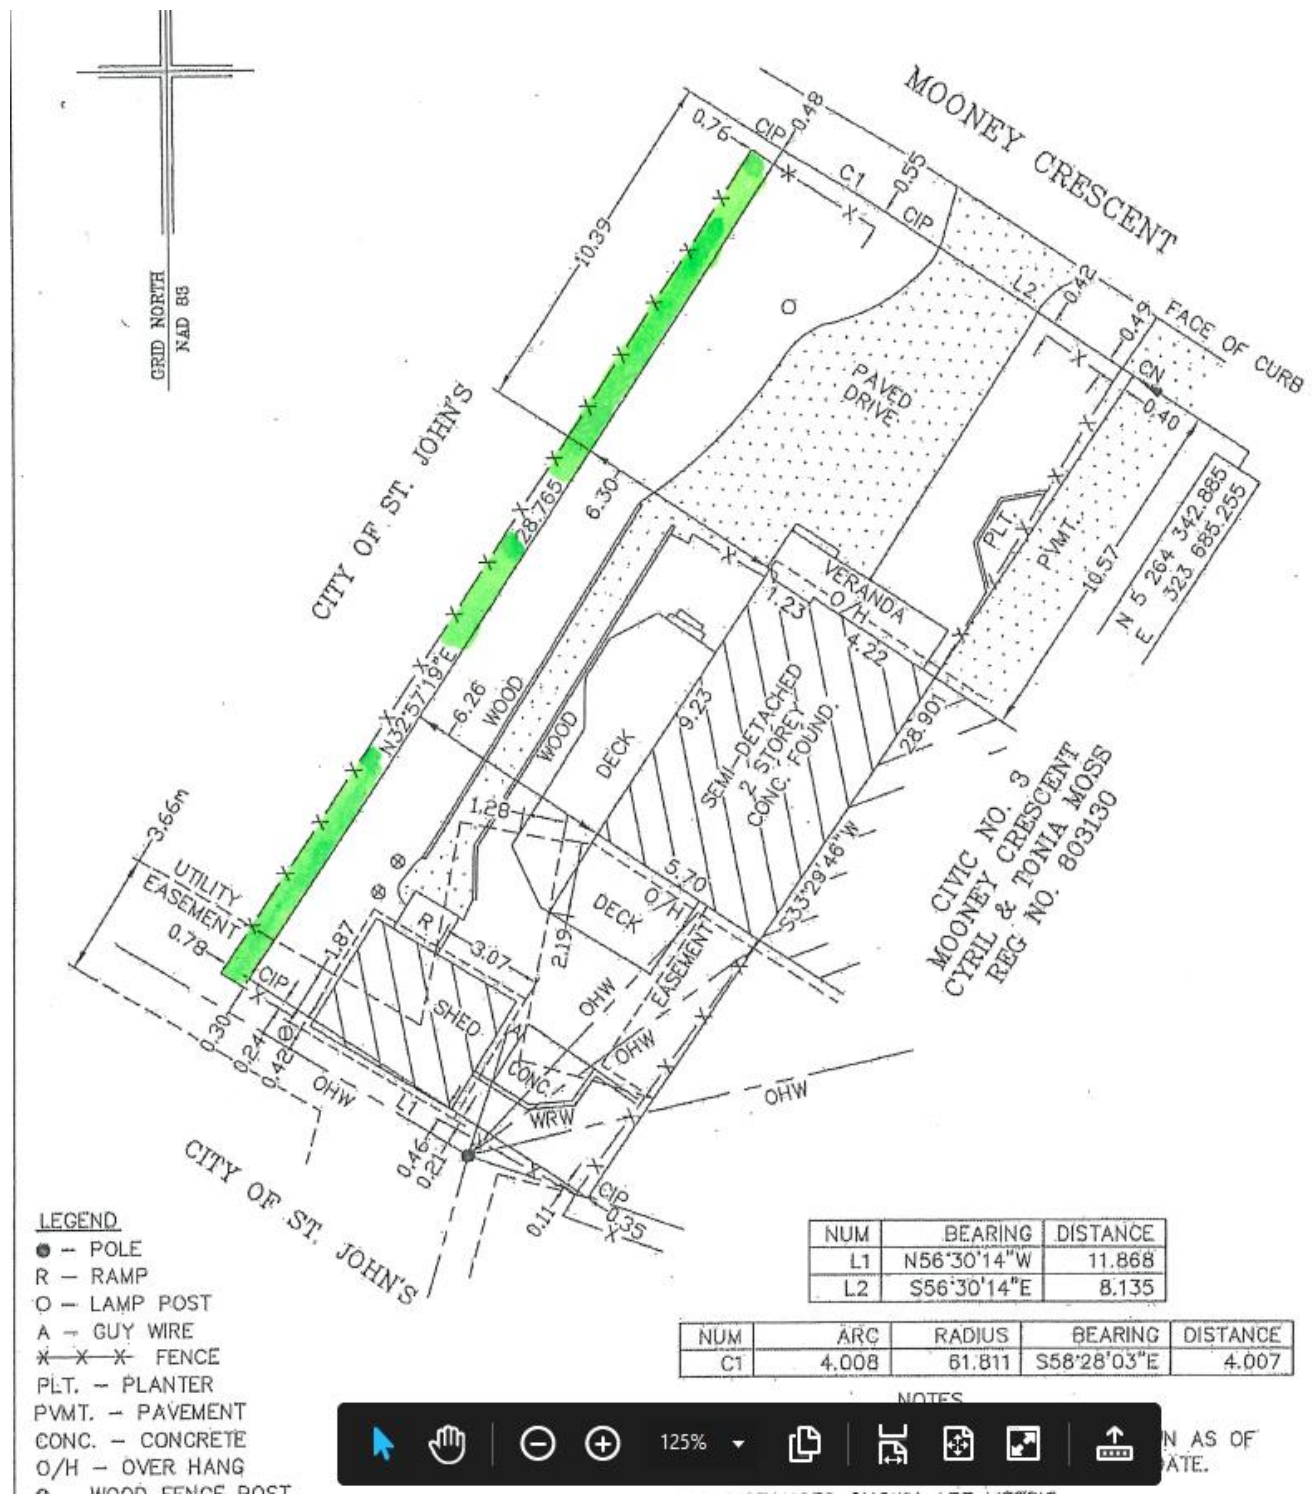 MOONEY CRESCENT
0.48
CIP
0.76
C1
0.55
CIP
L2
0.42
0.49
FACE OF CURB
CN
0.40
10.39
GRID NORTH
NAD 83
PAVED
DRIVE
CITY OF ST. JOHN'S
28.765
6.30
PLT.
PVMT.
10.57
N 5 264 342.885
E 323 685.255
VERANDA
O/H
1.23
4.22
N32°57'19"E
6.26
WOOD
WOOD
DECK
9.23
SEMI-DETACHED
2 STOREY
CONC. FOUND.
28.901
S33°29'46"W
CIVIC NO. 3
MOONEY CRESCENT
CYRIL & TONIA MOSS
REG NO. 803130
3.66m
1.28
UTILITY
EASEMENT
0.78
CIP
1.87
R
3.07
2.19
DECK
5.70
O/H
EASEMENT
OHW
SHED
A
CONC.
WRW
OHW
OHW
0.30
0.24
0.42
OHW
L1
0.46
0.21
CIP
0.11
0.35
CITY OF ST. JOHN'S
LEGEND
● - POLE
R - RAMP
O - LAMP POST
A - GUY WIRE
X X X FENCE
PLT. - PLANTER
PVMT. - PAVEMENT
CONC. - CONCRETE
O/H - OVER HANG
WOOD FENCE POST
NUM BEARING DISTANCE
L1 N56°30'14"W 11.868
L2 S56°30'14"E 8.135
NUM ARC RADIUS BEARING DISTANCE
C1 4.008 61.811 S58°28'03"E 4.007
NOTES
N AS OF
DATE.
125%